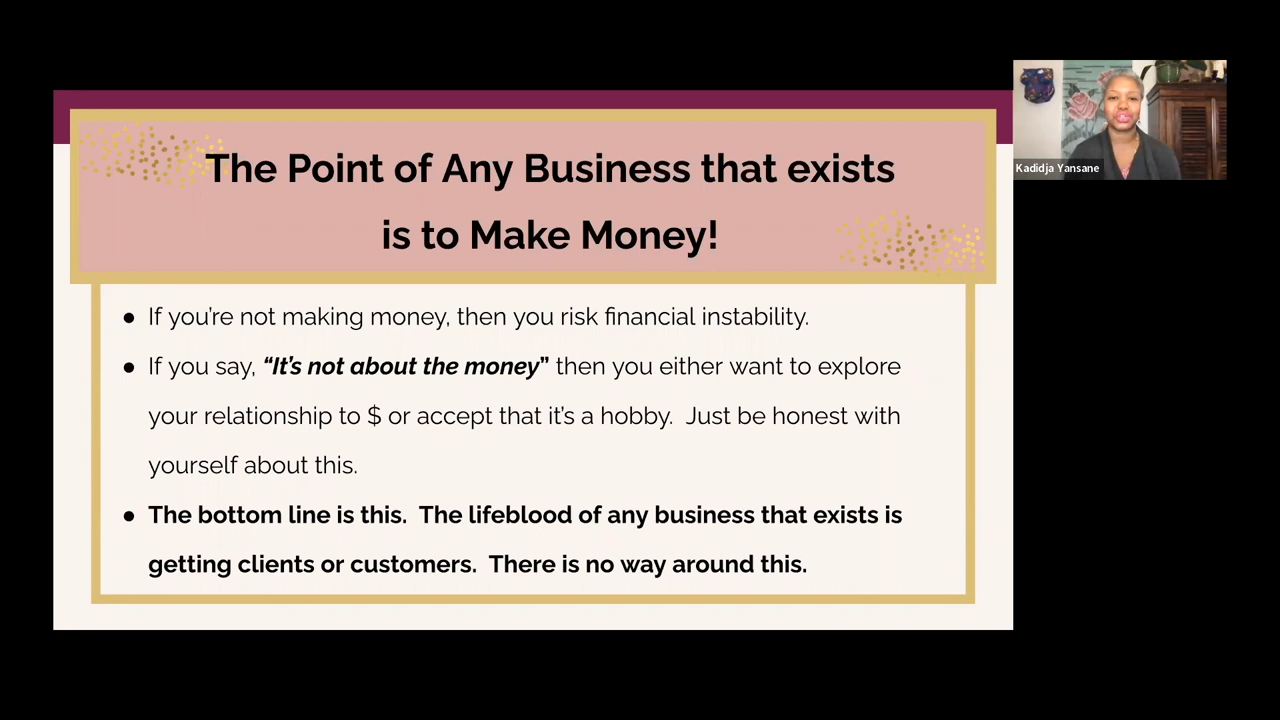 The Point of Any Business that exists
is to Make Money!
● If you’re not making money, then you risk financial instability.
● If you say, “It’s not about the money” then you either want to explore
your relationship to $ or accept that it’s a hobby.  Just be honest with
yourself about this.
● The bottom line is this.  The lifeblood of any business that exists is
getting clients or customers.  There is no way around this.
Kadidja Yansane